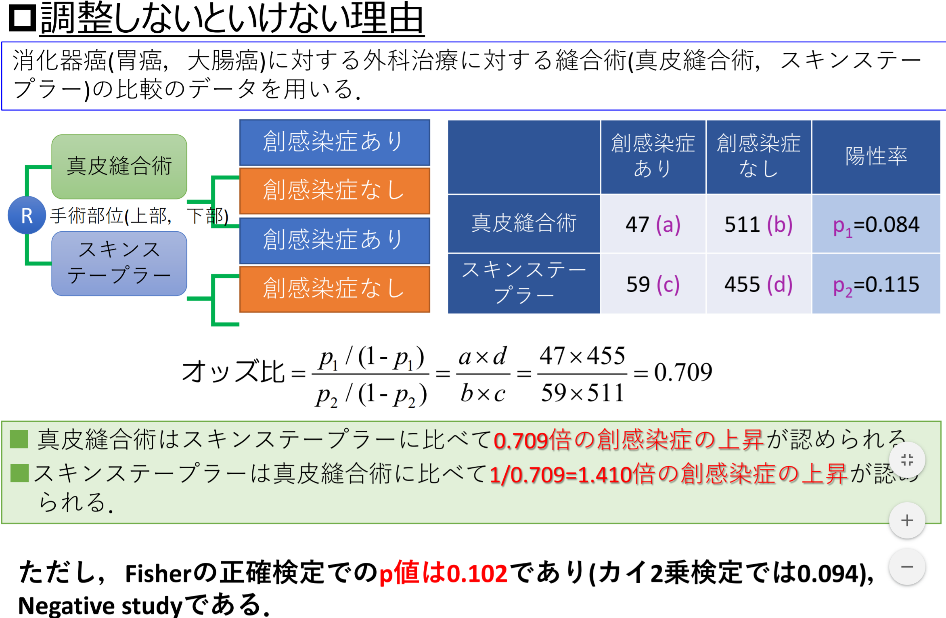 調整しないといけない理由
消化器癌(胃癌，大腸癌)に対する外科治療に対する縫合術(真皮縫合術，スキンステー
プラー)の比較のデータを用いる．
R
真皮縫合術
手術部位(上部，下部)
スキンス
テープラー
創感染症あり
創感染症なし
創感染症あり
創感染症なし
創感染症
あり
創感染症
なし
陽性率
真皮縫合術 47 (a) 511 (b) p1=0.084
スキンステー
プラー 59 (c) 455 (d) p2=0.115
オッズ比 = p1 / (1- p1) / p2 / (1- p2) = a×d / b×c = 47×455 / 59×511 = 0.709
真皮縫合術はスキンステープラーに比べて0.709倍の創感染症の上昇が認められる
スキンステープラーは真皮縫合術に比べて1/0.709=1.410倍の創感染症の上昇が認め
られる．
ただし，Fisherの正確検定でのp値は0.102であり(カイ2乗検定では0.094)，
Negative studyである．